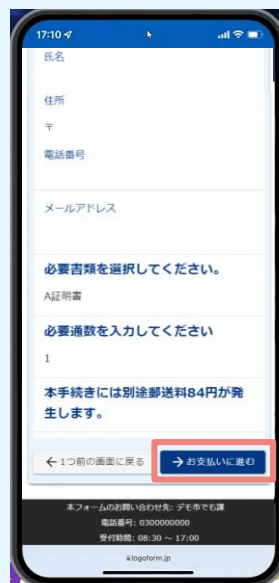 17:10
氏名
住所
〒
電話番号
メールアドレス
必要書類を選択してください。
A証明書
必要通数を入力してください
1
本手続きには別途郵送料84円が発
生します。
←1つ前の画面に戻る
→お支払いに進む
本フォームのお問い合わせ先: デモ市でも課
電話番号: 0300000000
受付時間: 08:30 ~ 17:00
logoform.jp